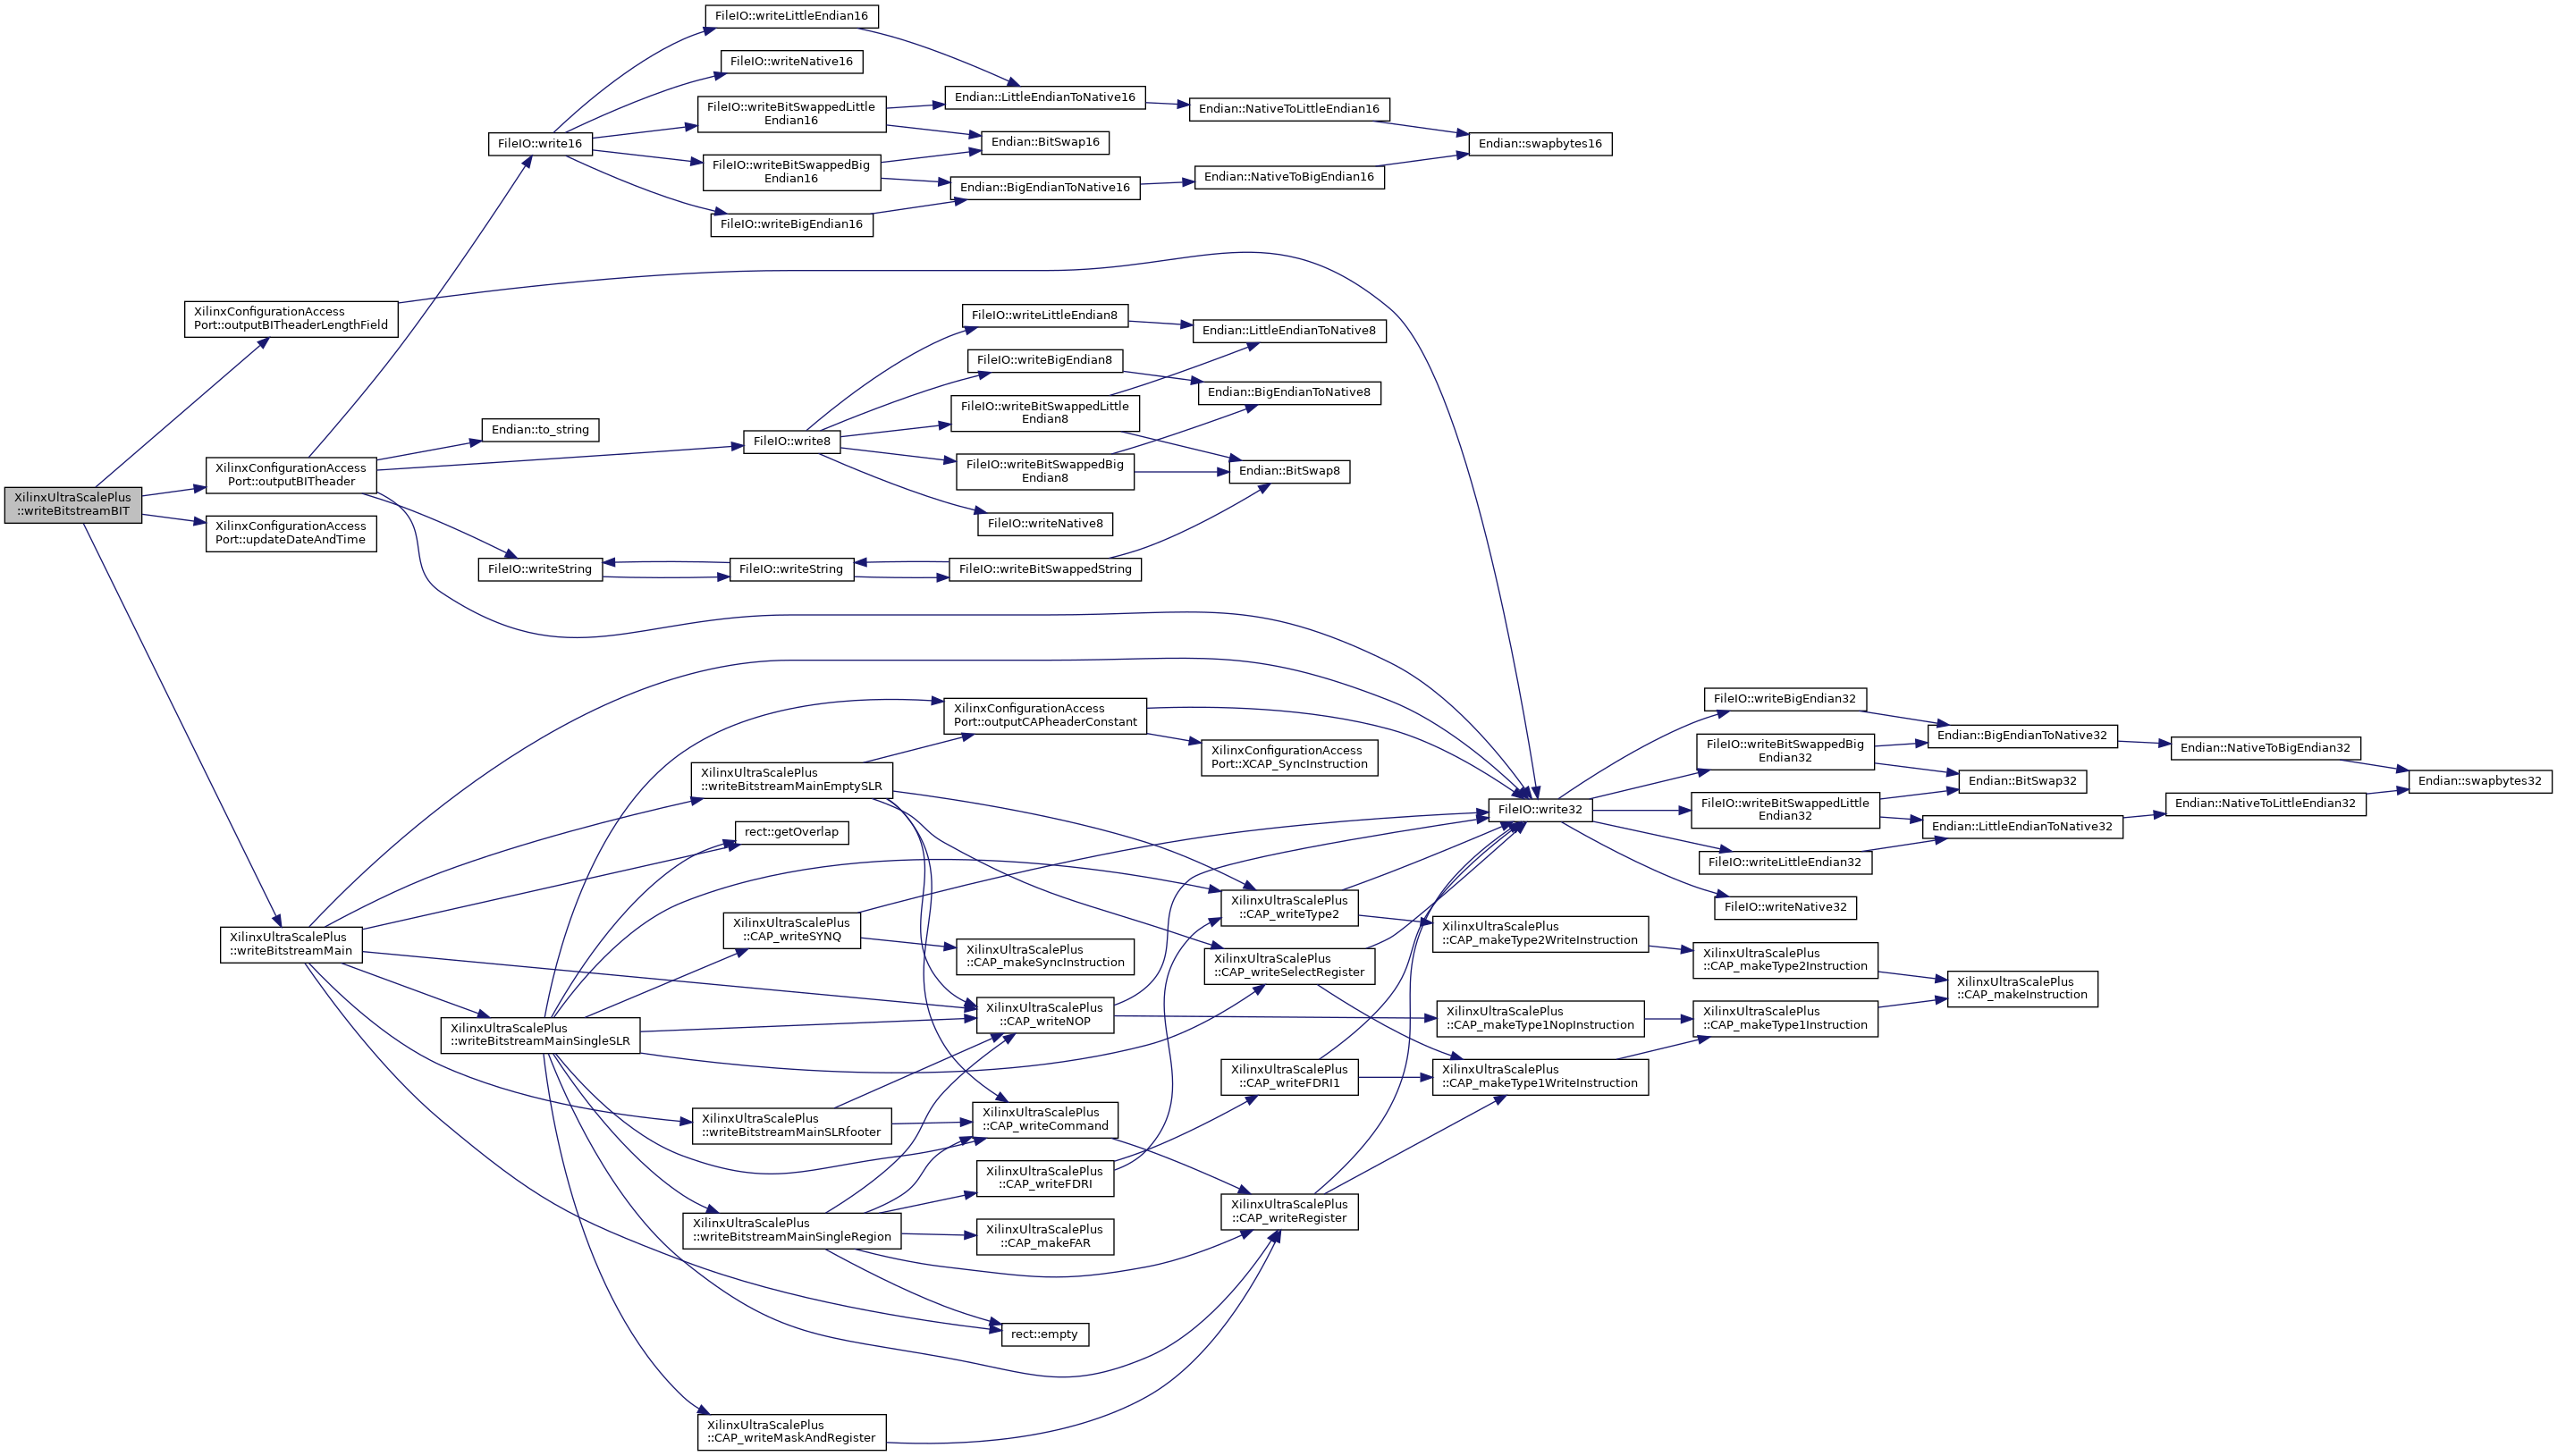 XilinxUltraScalePlus
::writeBitstreamBIT
XilinxConfigurationAccess
Port::outputBITheaderLengthField
XilinxConfigurationAccess
Port::outputBITheader
XilinxConfigurationAccess
Port::updateDateAndTime
XilinxUltraScalePlus
::writeBitstreamMain
FileIO::write16
Endian::to_string
FileIO::writeString
XilinxUltraScalePlus
::writeBitstreamMainSingleSLR
FileIO::writeLittleEndian16
FileIO::writeNative16
FileIO::writeBitSwappedLittle
Endian16
FileIO::writeBitSwappedBig
Endian16
FileIO::writeBigEndian16
FileIO::write8
FileIO::writeString
XilinxUltraScalePlus
::writeBitstreamMainEmptySLR
rect::getOverlap
XilinxUltraScalePlus
::CAP_writeSYNQ
XilinxUltraScalePlus
::writeBitstreamMainSLRfooter
XilinxUltraScalePlus
::writeBitstreamMainSingleRegion
XilinxUltraScalePlus
::CAP_writeMaskAndRegister
Endian::LittleEndianToNative16
Endian::BitSwap16
Endian::BigEndianToNative16
FileIO::writeLittleEndian8
FileIO::writeBigEndian8
FileIO::writeBitSwappedLittle
Endian8
FileIO::writeBitSwappedBig
Endian8
FileIO::writeNative8
FileIO::writeBitSwappedString
XilinxConfigurationAccess
Port::outputCAPheaderConstant
XilinxUltraScalePlus
::CAP_makeSyncInstruction
XilinxUltraScalePlus
::CAP_writeNOP
XilinxUltraScalePlus
::CAP_writeCommand
XilinxUltraScalePlus
::CAP_writeFDRI
XilinxUltraScalePlus
::CAP_makeFAR
rect::empty
Endian::NativeToLittleEndian16
Endian::NativeToBigEndian16
Endian::LittleEndianToNative8
Endian::BigEndianToNative8
Endian::BitSwap8
XilinxConfigurationAccess
Port::XCAP_SyncInstruction
XilinxUltraScalePlus
::CAP_writeType2
XilinxUltraScalePlus
::CAP_writeSelectRegister
XilinxUltraScalePlus
::CAP_writeFDRI1
XilinxUltraScalePlus
::CAP_writeRegister
Endian::swapbytes16
FileIO::write32
XilinxUltraScalePlus
::CAP_makeType2WriteInstruction
XilinxUltraScalePlus
::CAP_makeType1NopInstruction
XilinxUltraScalePlus
::CAP_makeType1WriteInstruction
FileIO::writeBigEndian32
FileIO::writeBitSwappedBig
Endian32
FileIO::writeBitSwappedLittle
Endian32
FileIO::writeLittleEndian32
FileIO::writeNative32
XilinxUltraScalePlus
::CAP_makeType2Instruction
XilinxUltraScalePlus
::CAP_makeType1Instruction
Endian::BigEndianToNative32
Endian::BitSwap32
Endian::LittleEndianToNative32
XilinxUltraScalePlus
::CAP_makeInstruction
Endian::NativeToBigEndian32
Endian::NativeToLittleEndian32
Endian::swapbytes32